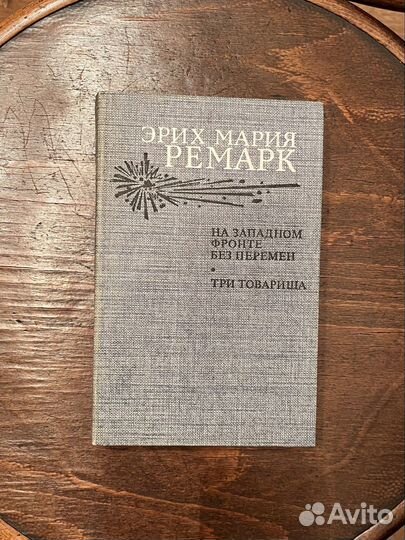 ЭРИХ МАРИЯ
РЕМАРК
НА ЗАПАДНОМ
ФРОНТЕ
БЕЗ ПЕРЕМЕН
•
ТРИ ТОВАРИЩА
Avito